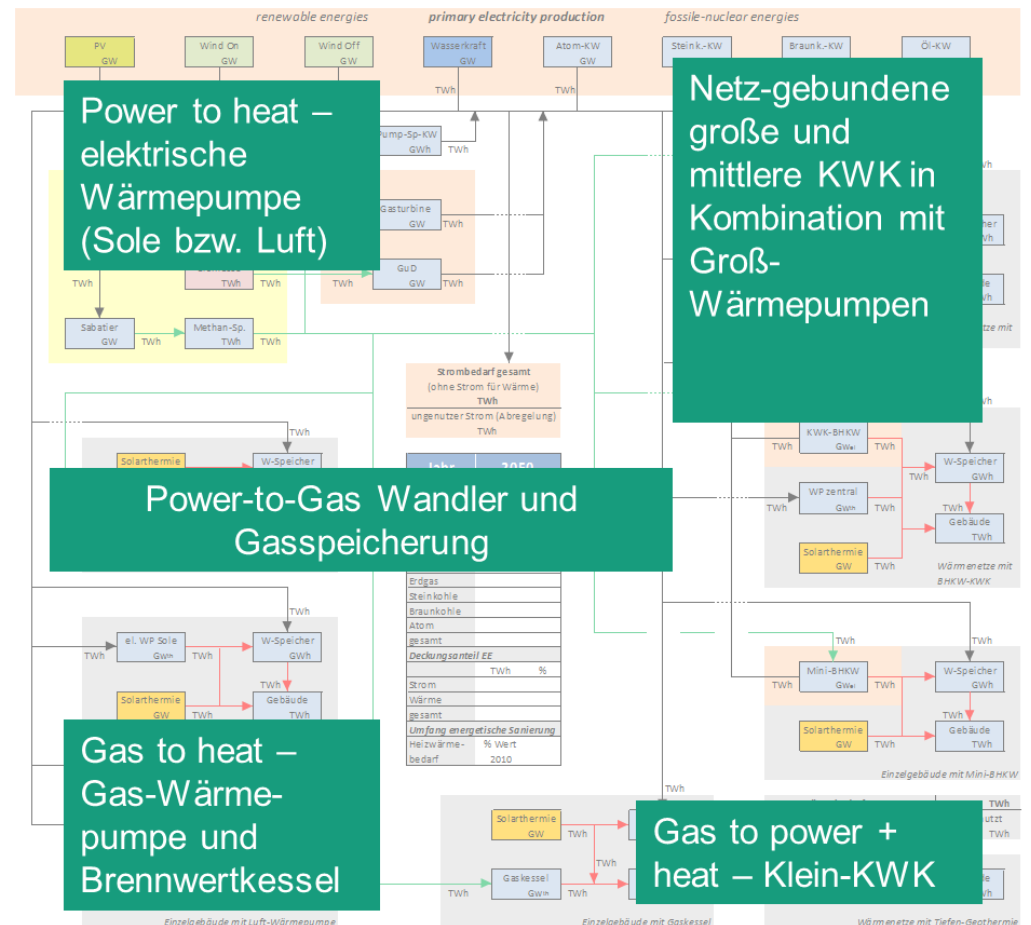 renewable energies primary electricity production fossile-nuclear energies
PV Wind On Wind Off Wasserkraft Atom-KW Steink.-KW Braunk.-KW Öl-KW
GW GW GW GW GW
TWh TWh
Power to heat –
elektrische
Wärmepumpe
(Sole bzw. Luft)
Netz-gebundene
große und
mittlere KWK in
Kombination mit
Groß-
Wärmepumpen
Pump-Sp-KW
GWh TWh
Gasturbine
GW TWh
GuD
GW TWh
TWh TWh
Sabatier Methan-Sp.
GW TWh TWh TWh
Strombedarf gesamt
(ohne Strom für Wärme)
TWh
ungenutzer Strom (Abregelung)
TWh
TWh
Solarthermie W-Speicher
Jahr 2050
KWK-BHKW
GWel TWh
W-Speicher
TWh GWh
WP zentral
TWh GWth TWh
TWh
Gebäude
TWh
Solarthermie
GW TWh
Wärmenetze mit
BHKW-KWK
Power-to-Gas Wandler und
Gasspeicherung
Erdgas
Steinkohle
Braunkohle
Atom
gesamt
Deckungsanteil EE
TWh %
Strom
Wärme
gesamt
Umfang energetische Sanierung
Heizwärme- % Wert
bedarf 2010
TWh
el. WP Sole W-Speicher
TWh GWth TWh GWh
TWh
Solarthermie Gebäude
GW TWh TWh
TWh TWh
Mini-BHKW W-Speicher
TWh GWel TWh GWh
TWh
Solarthermie Gebäude
GW TWh TWh
Einzelgebäude mit Mini-BHKW
Gas to heat –
Gas-Wärme-
pumpe und
Brennwertkessel
TWh
Solarthermie
GW TWh
TWh
Gaskessel
TWh GWth TWh
Gas to power +
heat – Klein-KWK
TWh
TWh
TWh
Einzelgebäude mit Luft-Wärmepumpe Einzelgebäude mit Gaskessel Wärmenetze mit Tiefen-Geothermie